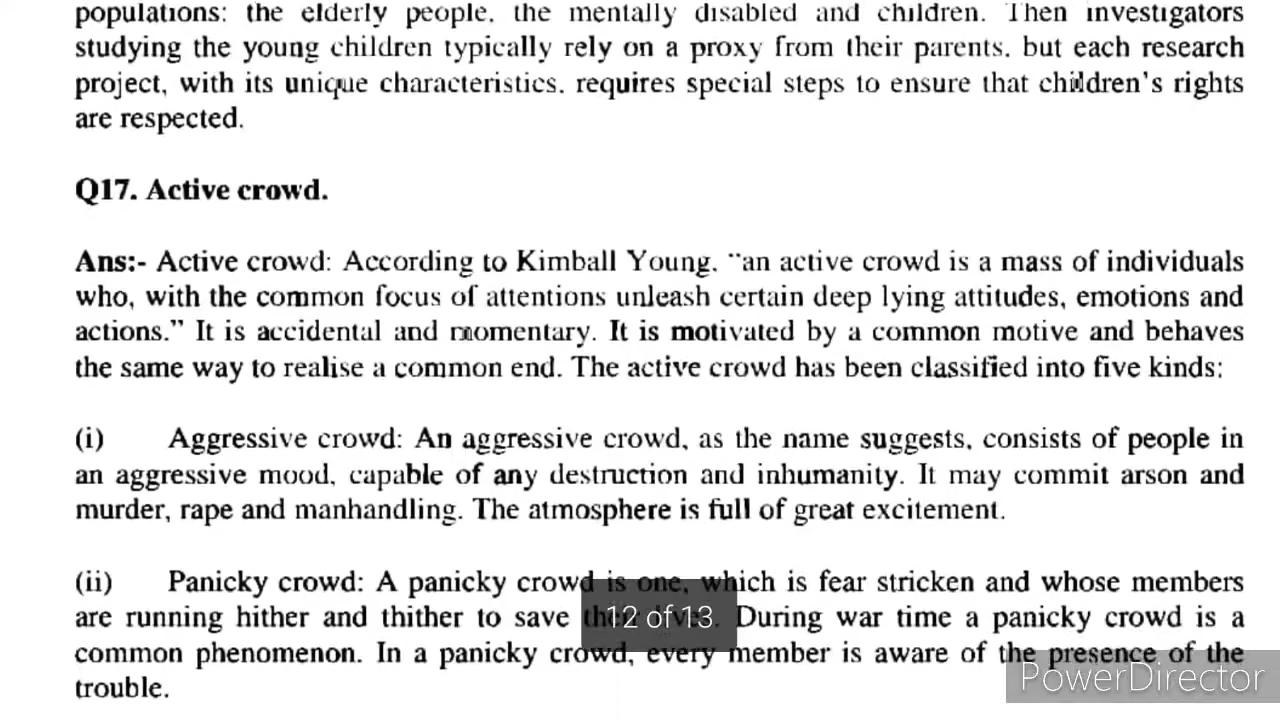 populations: the elderly people, the mentally disabled and children. Then investigators
studying the young children typically rely on a proxy from their parents. but each research
project, with its unique characteristics. requires special steps to ensure that children's rights
are respected.
Q17. Active crowd.
Ans:- Active crowd: According to Kimball Young. "an active crowd is a mass of individuals
who, with the common focus of attentions unleash certain deep lying attitudes, emotions and
actions." It is accidental and momentary. It is motivated by a common motive and behaves
the same way to realise a common end. The active crowd has been classified into five kinds:
(i) Aggressive crowd: An aggressive crowd, as the name suggests, consists of people in
an aggressive mood, capable of any destruction and inhumanity. It may commit arson and
murder, rape and manhandling. The atmosphere is full of great excitement.
(ii) Panicky crowd: A panicky crowd is one, which is fear stricken and whose members
are running hither and thither to save their lives. During war time a panicky crowd is a
12 of 13
common phenomenon. In a panicky crowd, every member is aware of the presence of the
trouble.
PowerDirector